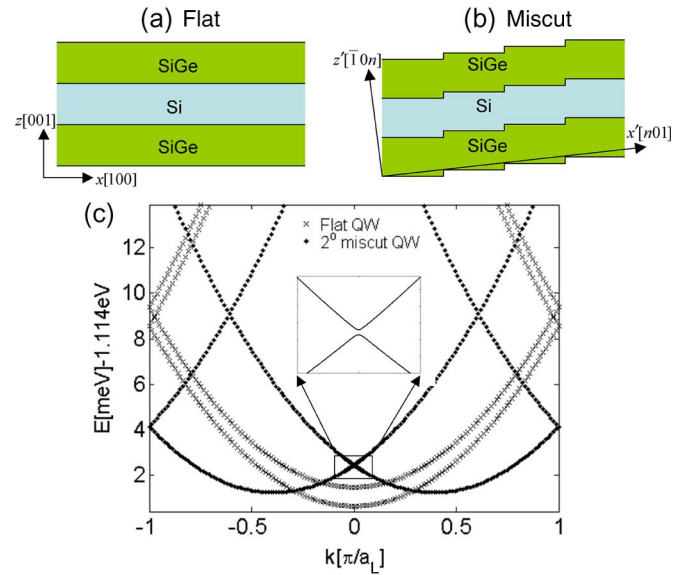 (a) Flat
(b) Miscut
SiGe
Si
SiGe
z[001]
x[100]
z'[1̅0n]
SiGe
Si
SiGe
x'[n01]
(c)
× Flat QW
♦ 2⁰ miscut QW
E[meV]-1.114eV
12
10
8
6
4
2
-1 -0.5 0 0.5 1
k[π/a_L]